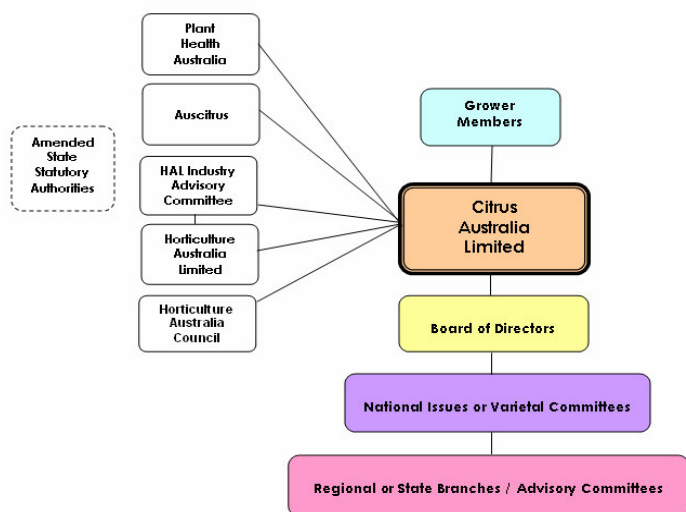 Plant
Health
Australia
Auscitrus
Amended
State
Statutory
Authorities
HAL Industry
Advisory
Committee
Horticulture
Australia
Limited
Horticulture
Australia
Council
Grower
Members
Citrus
Australia
Limited
Board of Directors
National Issues or Varietal Committees
Regional or State Branches / Advisory Committees